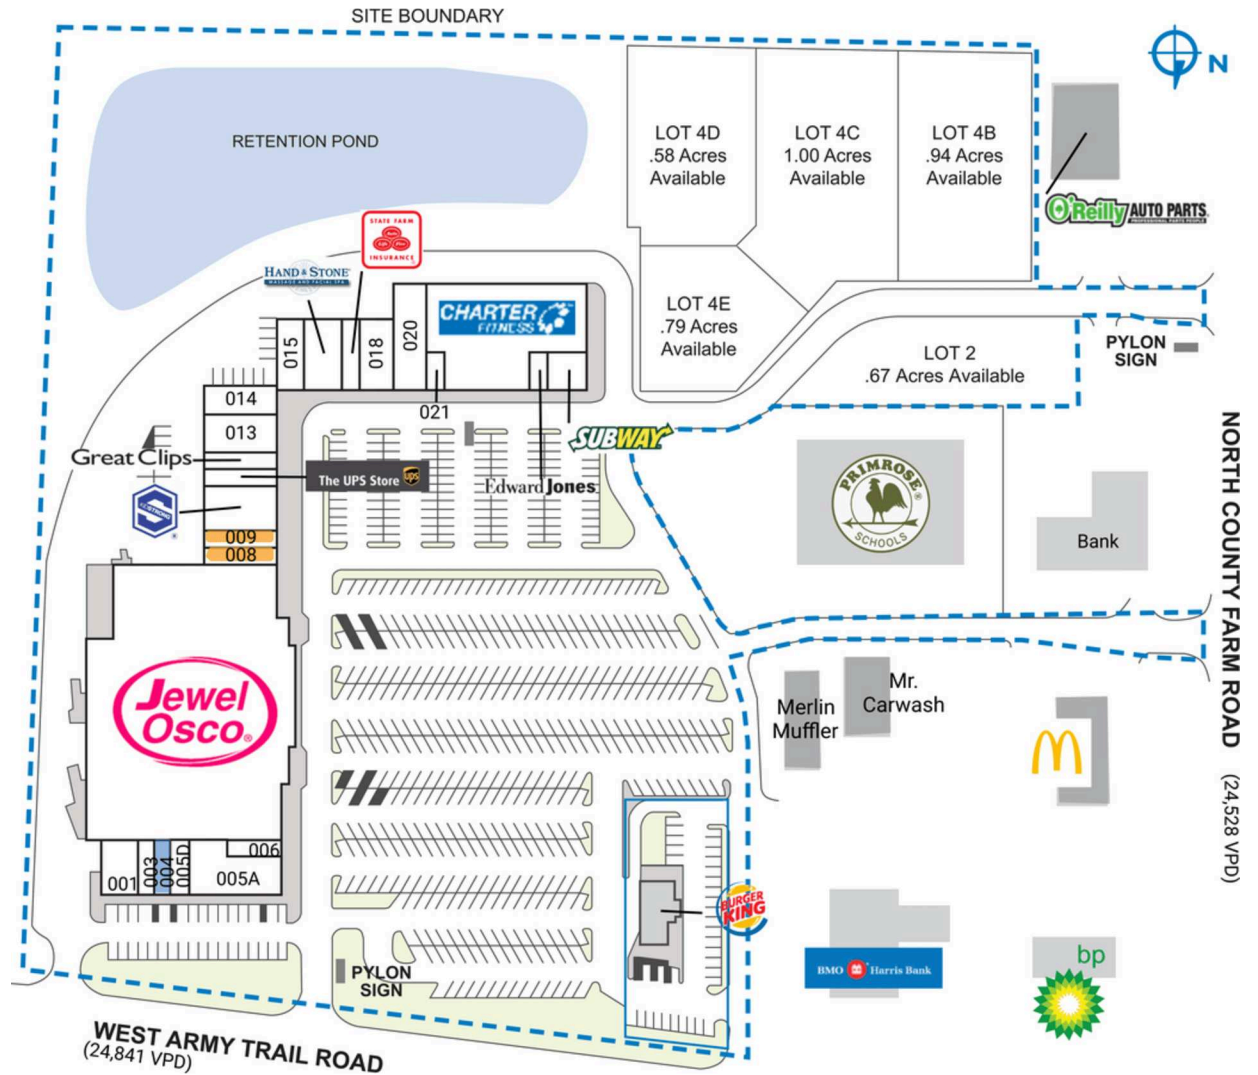 SITE BOUNDARY
N
RETENTION POND
LOT 4D
.58 Acres
Available
LOT 4C
1.00 Acres
Available
LOT 4B
.94 Acres
Available
O'Reilly AUTO PARTS
STATE FARM
INSURANCE
HAND & STONE
MASSAGE AND FACIAL SPA
CHARTER
FITNESS
LOT 4E
.79 Acres
Available
LOT 2
.67 Acres Available
PYLON
SIGN
015
018
020
021
014
013
Great Clips
The UPS Store
ups
SUBWAY
Edward Jones
009
008
PRIMROSE
SCHOOLS
Bank
NORTH COUNTY FARM ROAD (24,528 VPD)
Jewel
Osco
Merlin
Muffler
Mr.
Carwash
001
003
004
005D
006
005A
BURGER
KING
BMO Harris Bank
bp
PYLON
SIGN
WEST ARMY TRAIL ROAD
(24,841 VPD)